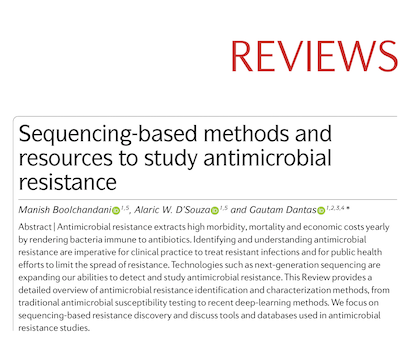 REVIEWS
Sequencing-based methods and
resources to study antimicrobial
resistance
Manish Boolchandani iD 1,5, Alaric W. D'Souza iD 1,5 and Gautam Dantas iD 1,2,3,4 *
Abstract | Antimicrobial resistance extracts high morbidity, mortality and economic costs yearly
by rendering bacteria immune to antibiotics. Identifying and understanding antimicrobial
resistance are imperative for clinical practice to treat resistant infections and for public health
efforts to limit the spread of resistance. Technologies such as next-generation sequencing are
expanding our abilities to detect and study antimicrobial resistance. This Review provides a
detailed overview of antimicrobial resistance identification and characterization methods, from
traditional antimicrobial susceptibility testing to recent deep-learning methods. We focus on
sequencing-based resistance discovery and discuss tools and databases used in antimicrobial
resistance studies.